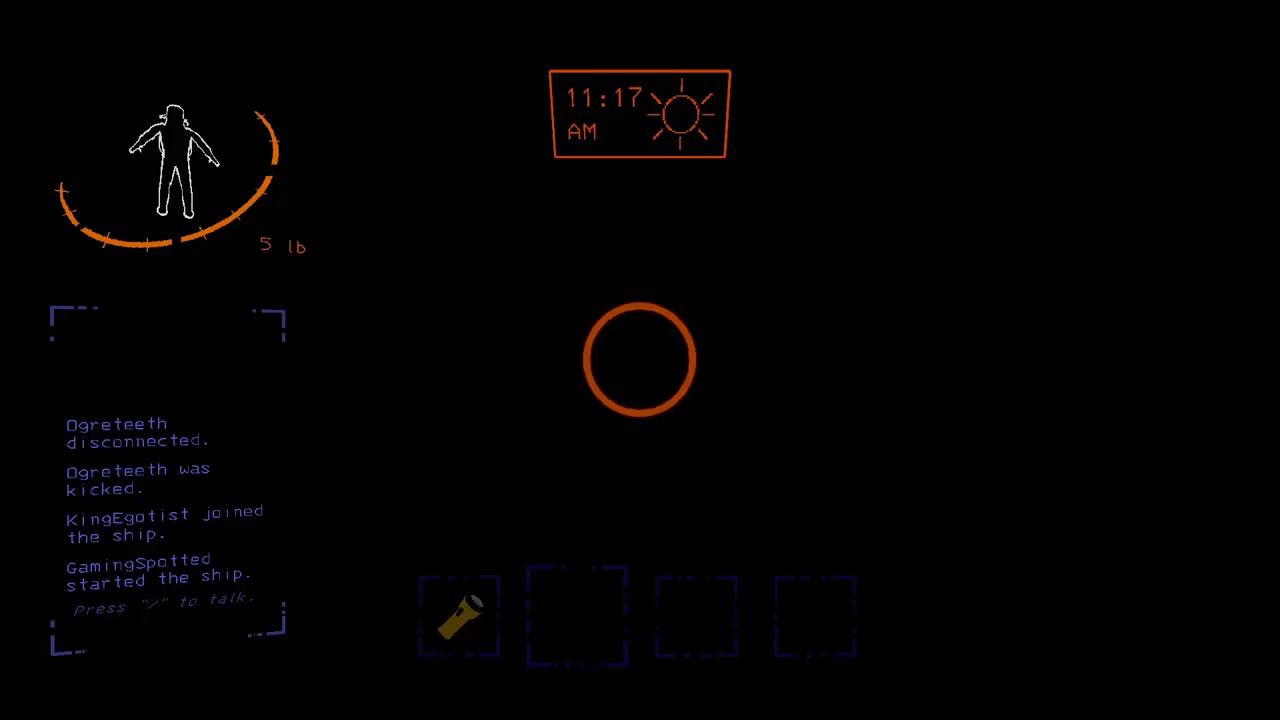 11:17
AM
5 lb
Ogreteeth
disconnected.
Ogreteeth was
kicked.
KingEgotist joined
the ship.
GamingSpotted
started the ship.
Press "/" to talk.